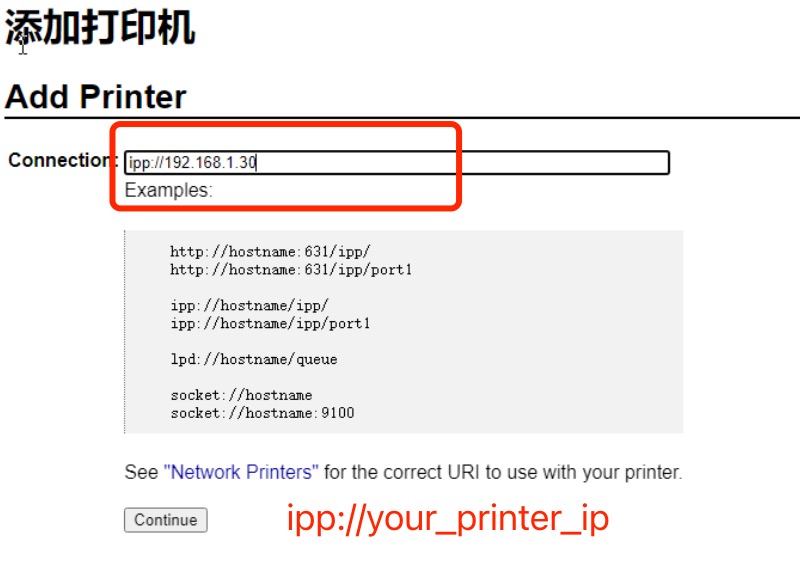 添加打印机
Add Printer
Connection: ipp://192.168.1.30
Examples:
http://hostname:631/ipp/
http://hostname:631/ipp/port1
ipp://hostname/ipp/
ipp://hostname/ipp/port1
lpd://hostname/queue
socket://hostname
socket://hostname:9100
See "Network Printers" for the correct URI to use with your printer.
Continue
ipp://your_printer_ip